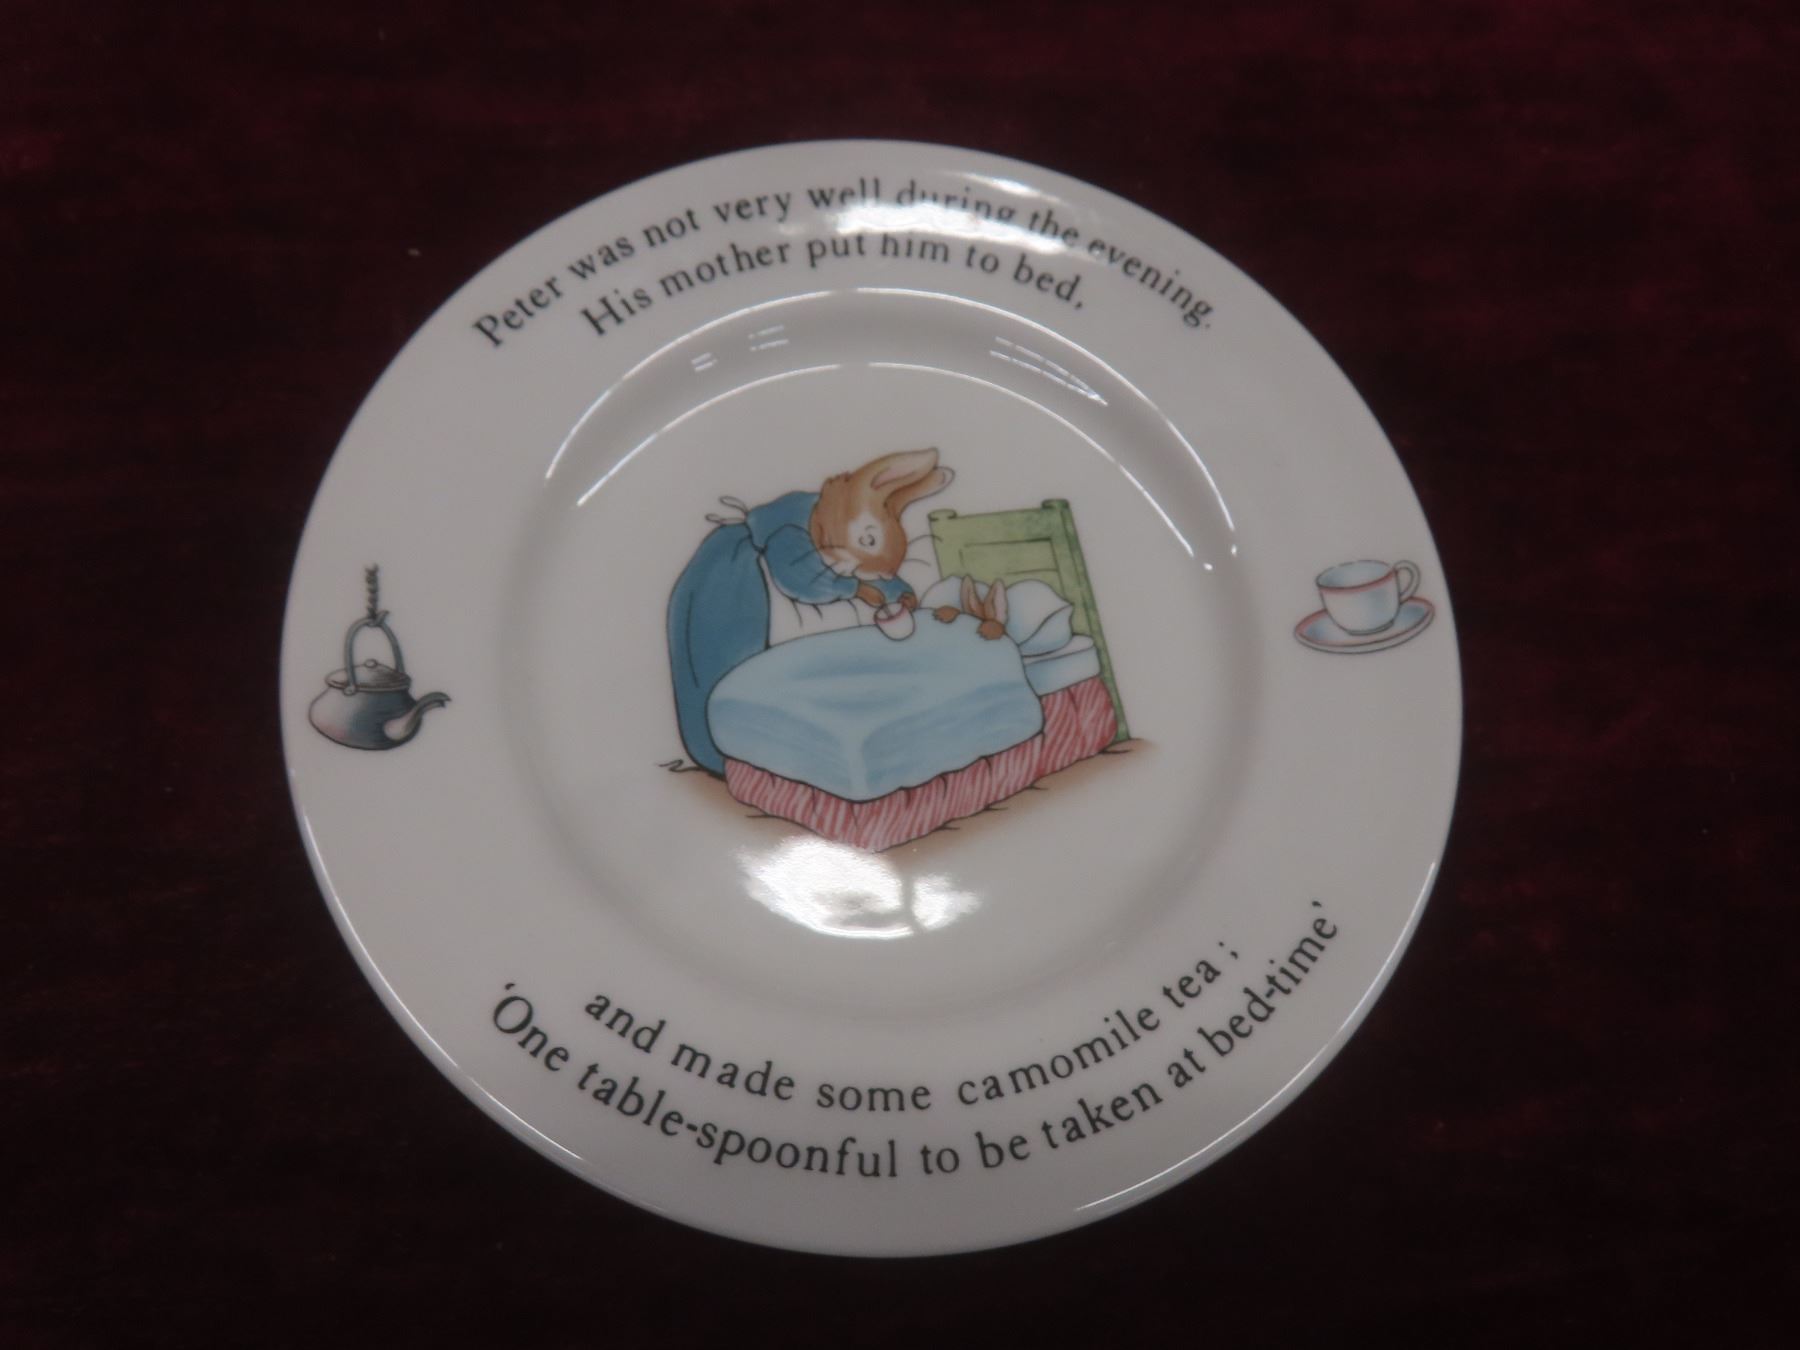 Peter was not very well during the evening.
His mother put him to bed,
and made some camomile tea;
'One table-spoonful to be taken at bed-time'